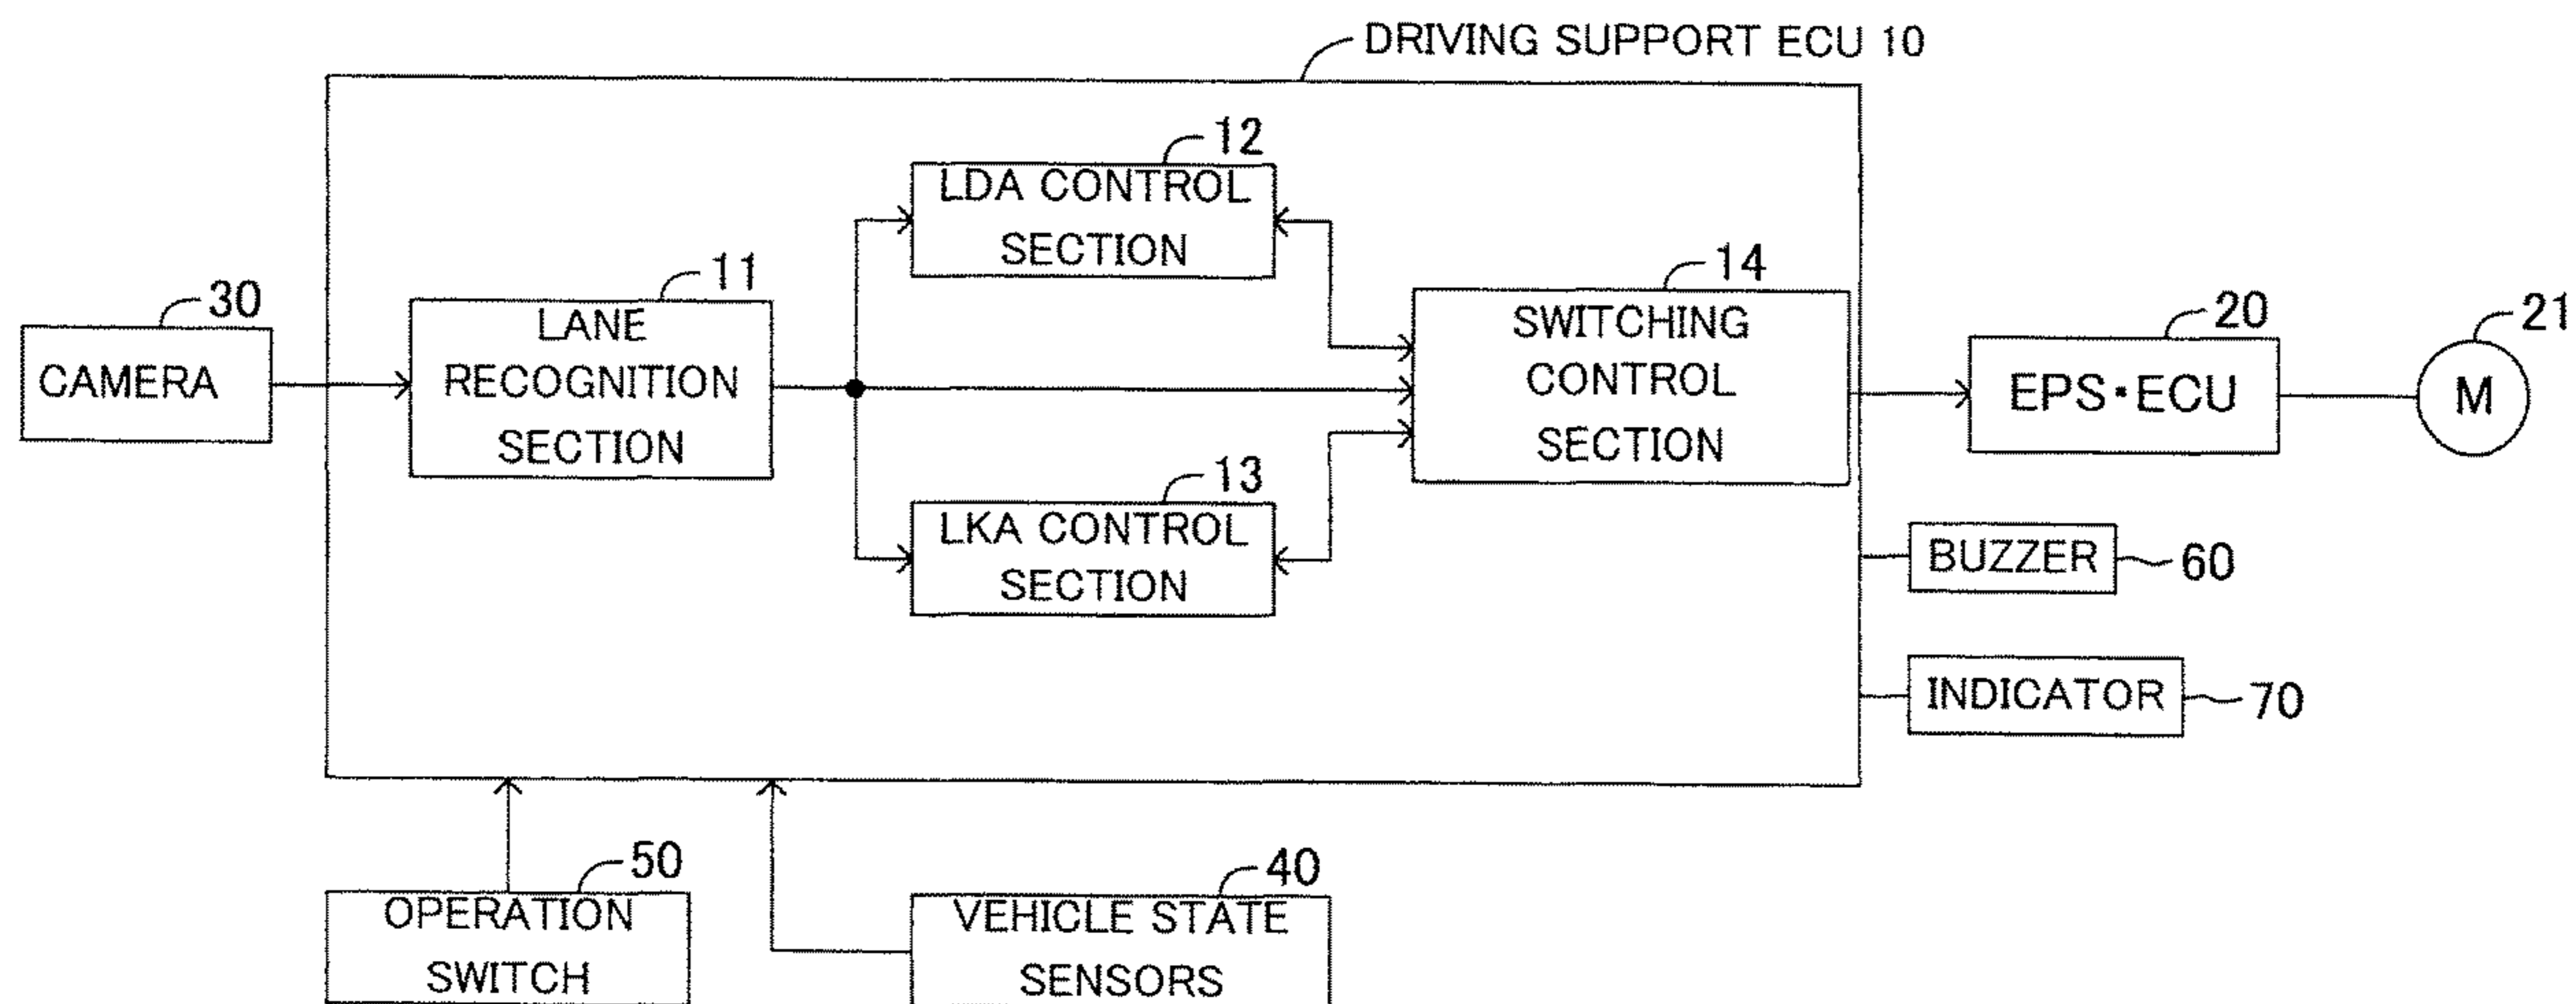 DRIVING SUPPORT ECU 10
12
LDA CONTROL
SECTION
11
LANE
RECOGNITION
SECTION
30
CAMERA
14
SWITCHING
CONTROL
SECTION
20
EPS・ECU
21
M
13
LKA CONTROL
SECTION
BUZZER
60
INDICATOR
70
50
OPERATION
SWITCH
40
VEHICLE STATE
SENSORS